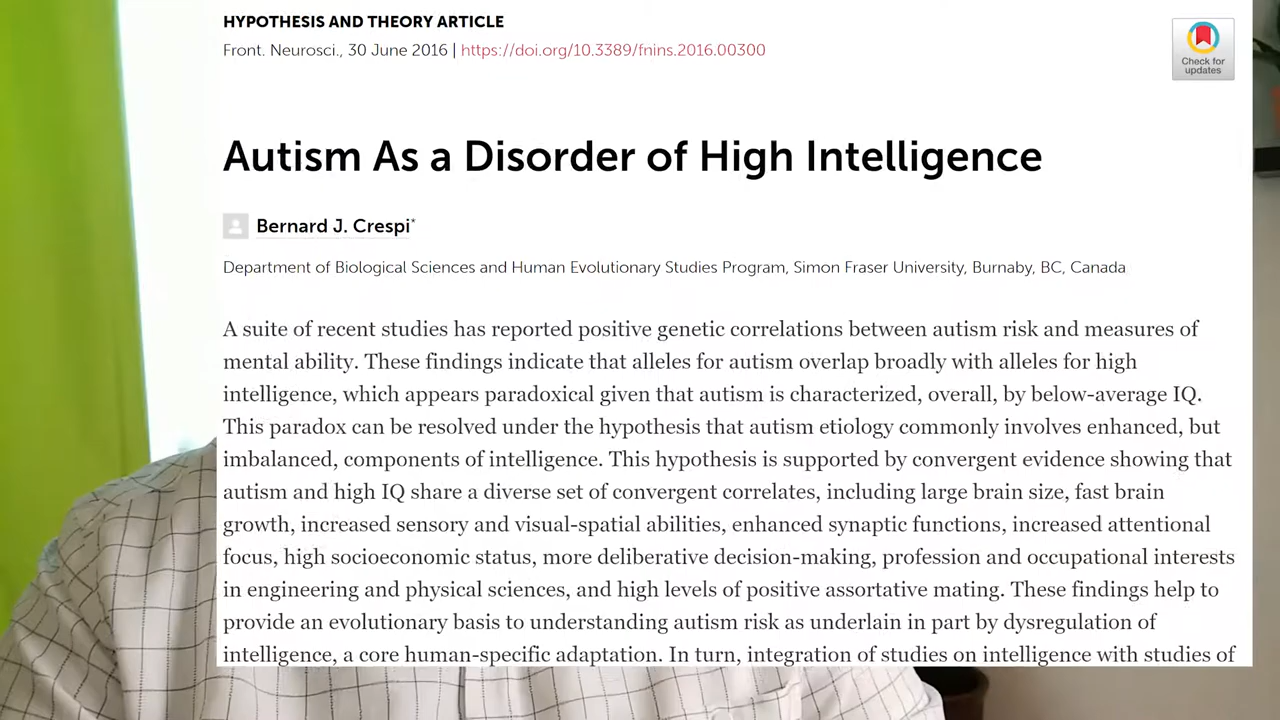 HYPOTHESIS AND THEORY ARTICLE
Front. Neurosci., 30 June 2016 | https://doi.org/10.3389/fnins.2016.00300
Check for
updates
Autism As a Disorder of High Intelligence
Bernard J. Crespi*
Department of Biological Sciences and Human Evolutionary Studies Program, Simon Fraser University, Burnaby, BC, Canada
A suite of recent studies has reported positive genetic correlations between autism risk and measures of
mental ability. These findings indicate that alleles for autism overlap broadly with alleles for high
intelligence, which appears paradoxical given that autism is characterized, overall, by below-average IQ.
This paradox can be resolved under the hypothesis that autism etiology commonly involves enhanced, but
imbalanced, components of intelligence. This hypothesis is supported by convergent evidence showing that
autism and high IQ share a diverse set of convergent correlates, including large brain size, fast brain
growth, increased sensory and visual-spatial abilities, enhanced synaptic functions, increased attentional
focus, high socioeconomic status, more deliberative decision-making, profession and occupational interests
in engineering and physical sciences, and high levels of positive assortative mating. These findings help to
provide an evolutionary basis to understanding autism risk as underlain in part by dysregulation of
intelligence, a core human-specific adaptation. In turn, integration of studies on intelligence with studies of